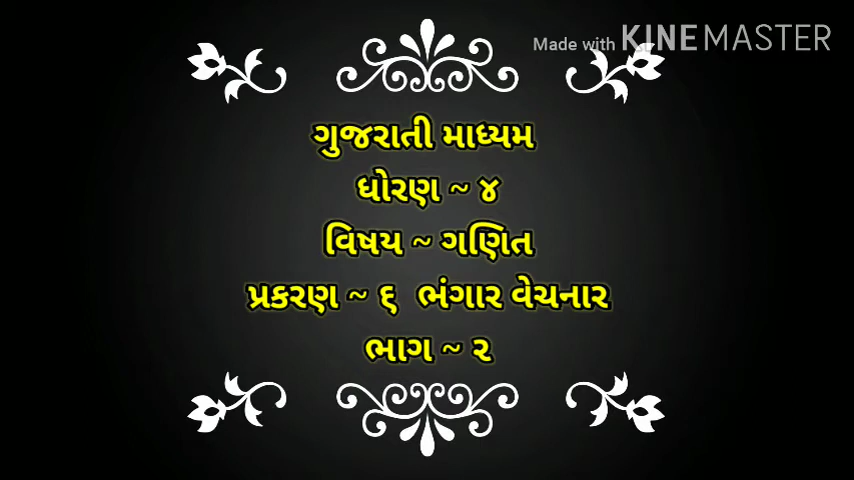 Made with KINEMASTER
ગુજરાતી માધ્યમ
ધોરણ ~ ૪
વિષય ~ ગણિત
પ્રકરણ ~ ૬ ભંગાર વેચનાર
ભાગ ~ ૨